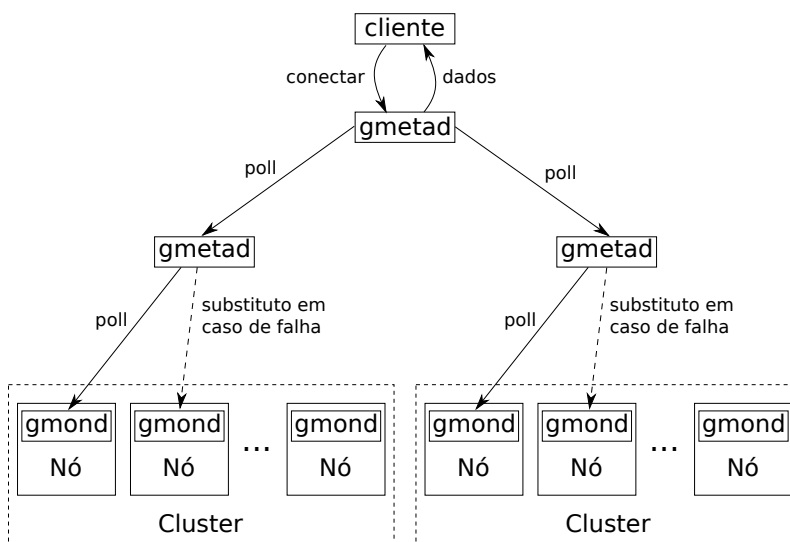 cliente
conectar
dados
gmetad
poll
poll
gmetad
gmetad
poll
substituto em
caso de falha
poll
substituto em
caso de falha
gmond
gmond
gmond
gmond
gmond
gmond
Nó
Nó
...
Nó
Nó
Nó
...
Nó
Cluster
Cluster